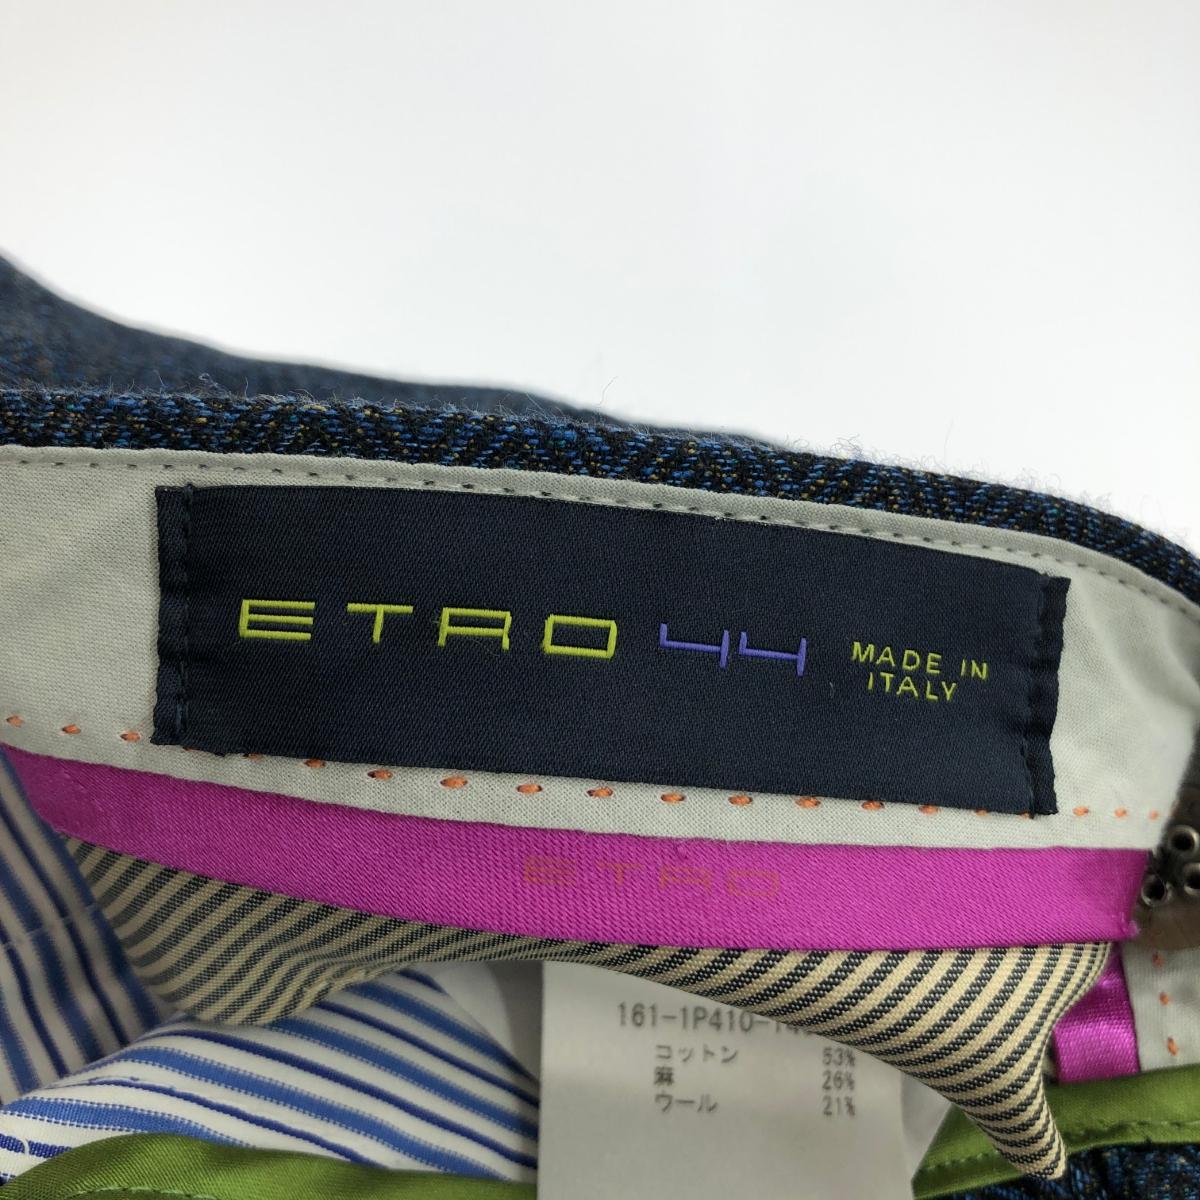 ETRO 44 MADE IN
ITALY
ETRO
161-1P410-
コットン 53%
麻 26%
ウール 21%